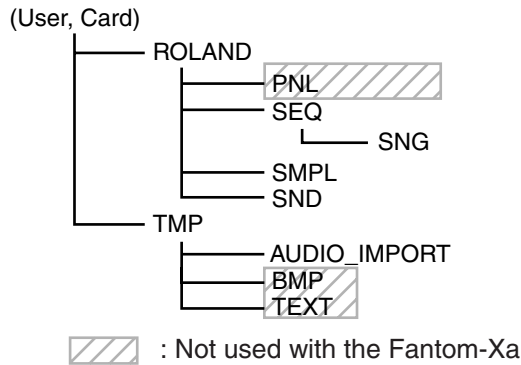 (User, Card)
ROLAND
PNL
SEQ
SNG
SMPL
SND
TMP
AUDIO_IMPORT
BMP
TEXT
: Not used with the Fantom-Xa